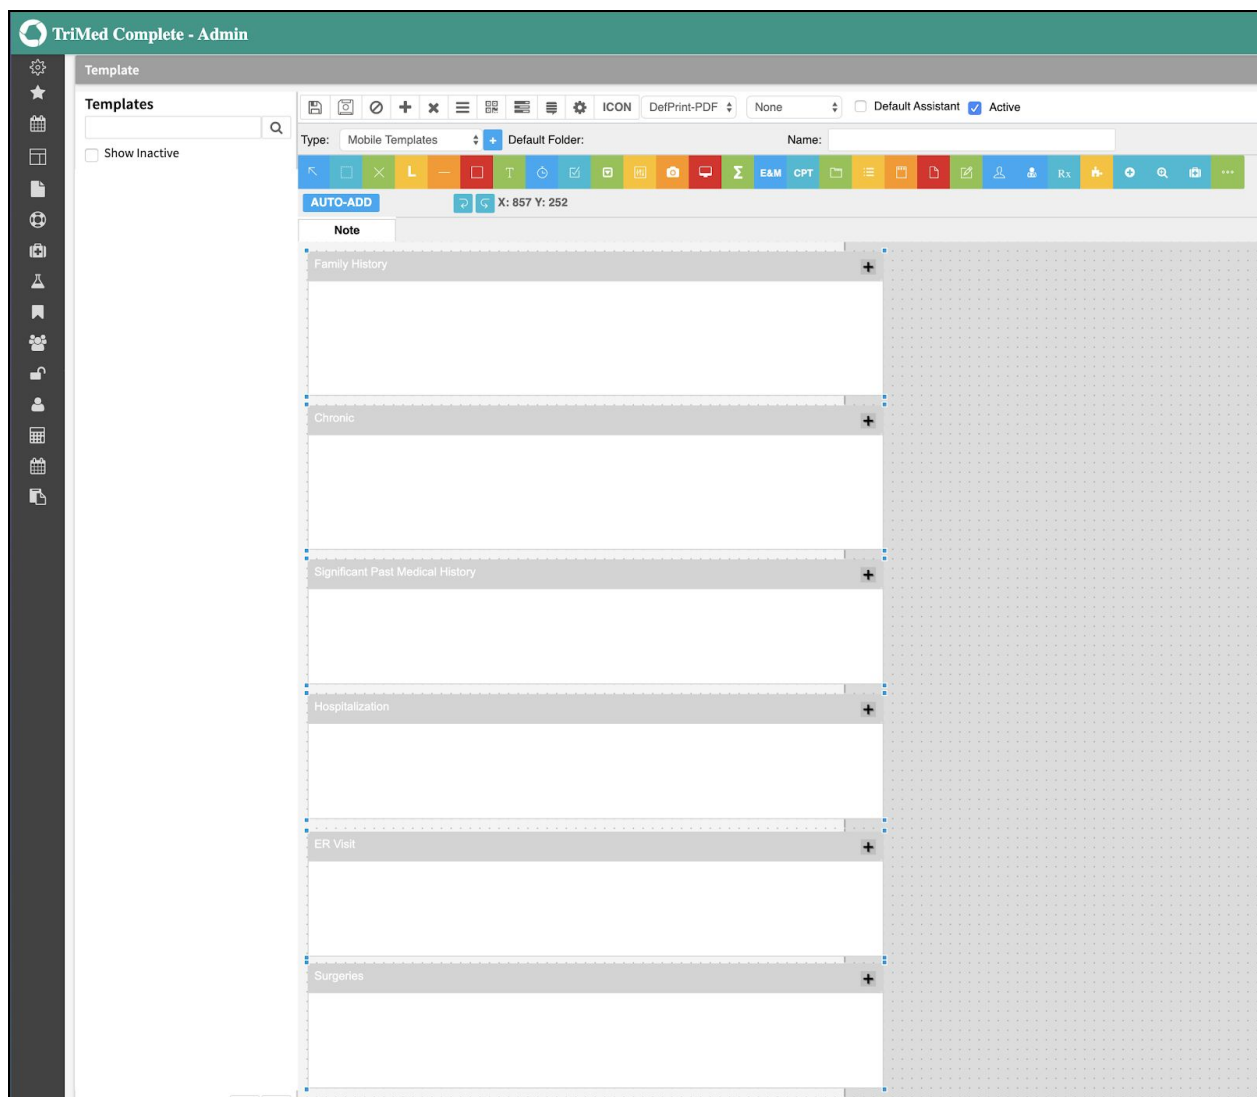 TriMed Complete - Admin
Template
Templates
Show Inactive
ICON DefPrint-PDF None Default Assistant Active
Type: Mobile Templates + Default Folder: Name:
L T E&M CPT Rx
AUTO-ADD X: 857 Y: 252
Note
Family History
Chronic
Significant Past Medical History
Hospitalization
ER Visit
Surgeries